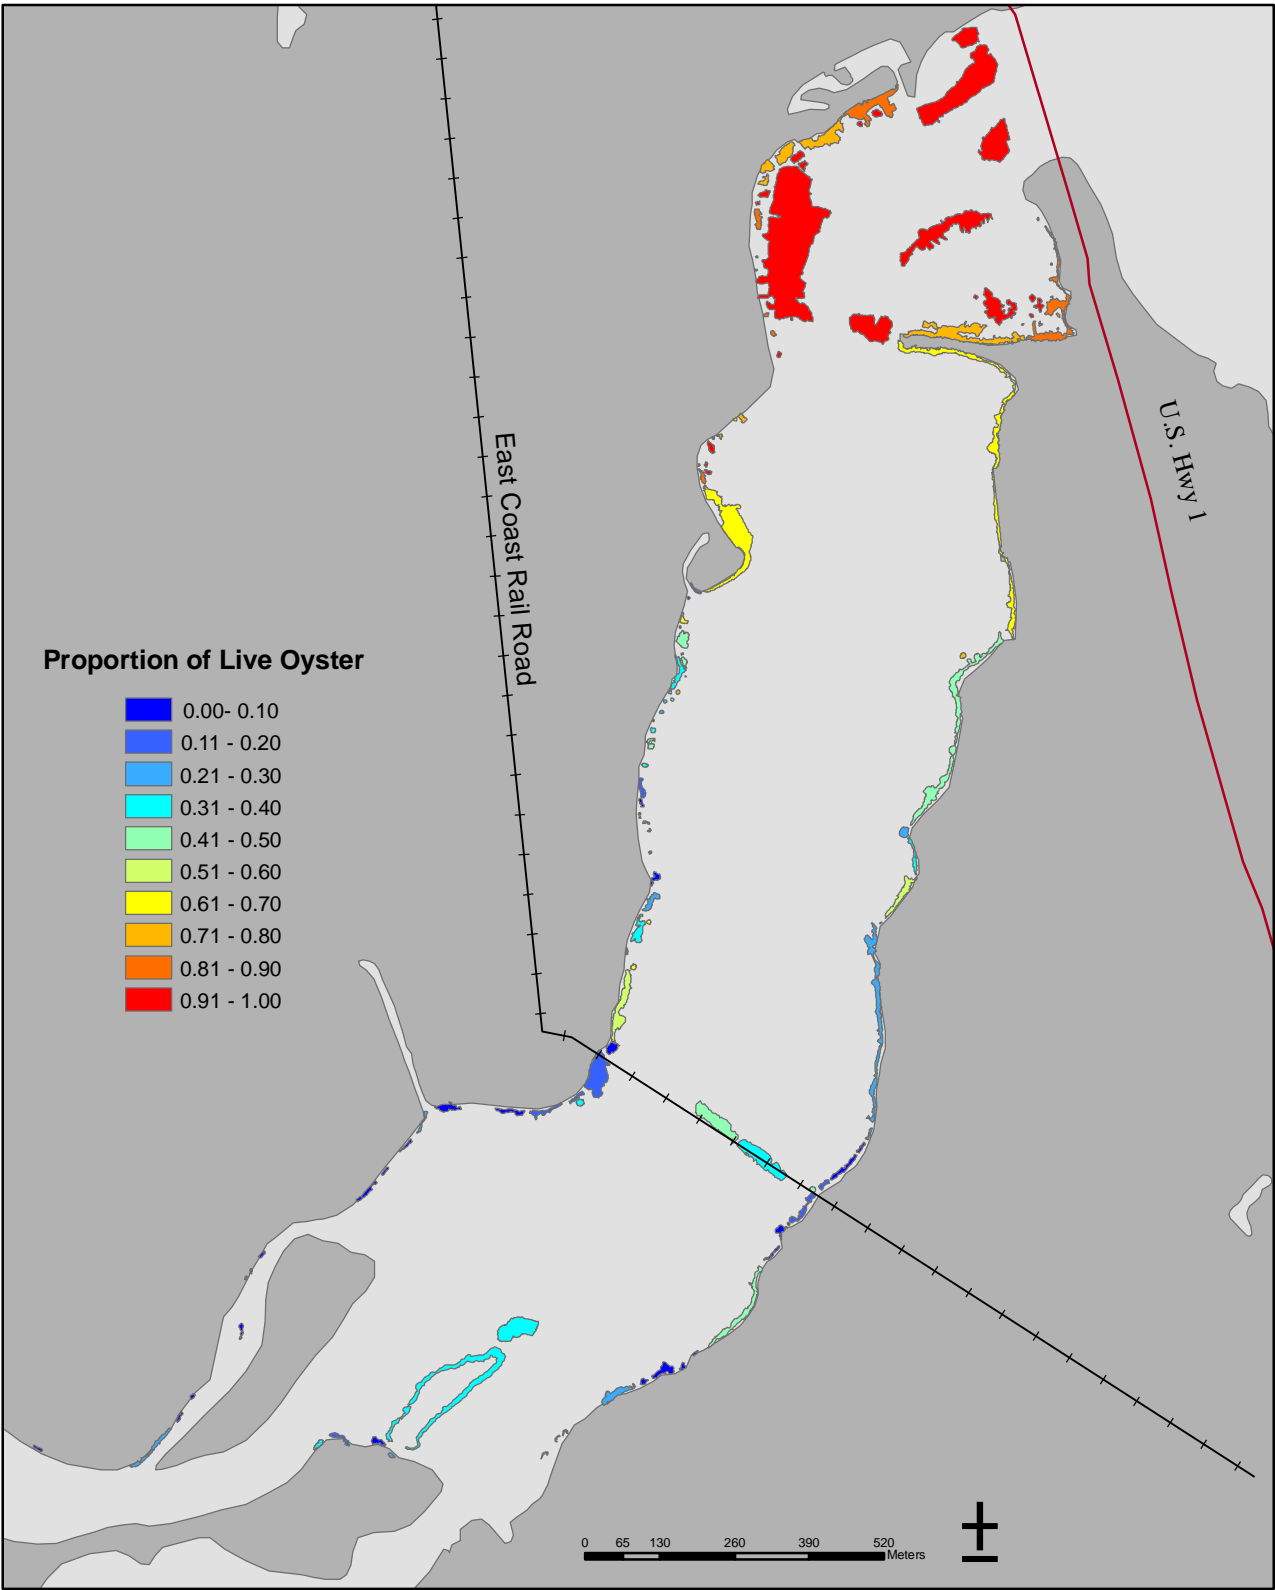 East Coast Rail Road
U.S. Hwy 1
Proportion of Live Oyster
0.00- 0.10
0.11 - 0.20
0.21 - 0.30
0.31 - 0.40
0.41 - 0.50
0.51 - 0.60
0.61 - 0.70
0.71 - 0.80
0.81 - 0.90
0.91 - 1.00
0 65 130 260 390 520
Meters